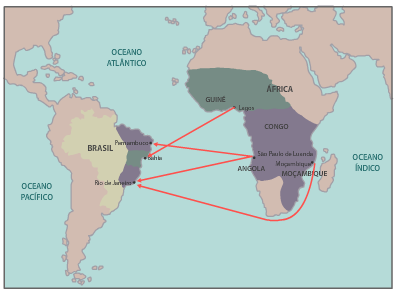 OCEANO
ATLÂNTICO
ÁFRICA
GUINÉ
Lagos
CONGO
BRASIL
Pernambuco
Bahia
São Paulo de Luanda
Moçambique
OCEANO
ÍNDICO
ANGOLA
MOÇAMBIQUE
Rio de Janeiro
OCEANO
PACÍFICO